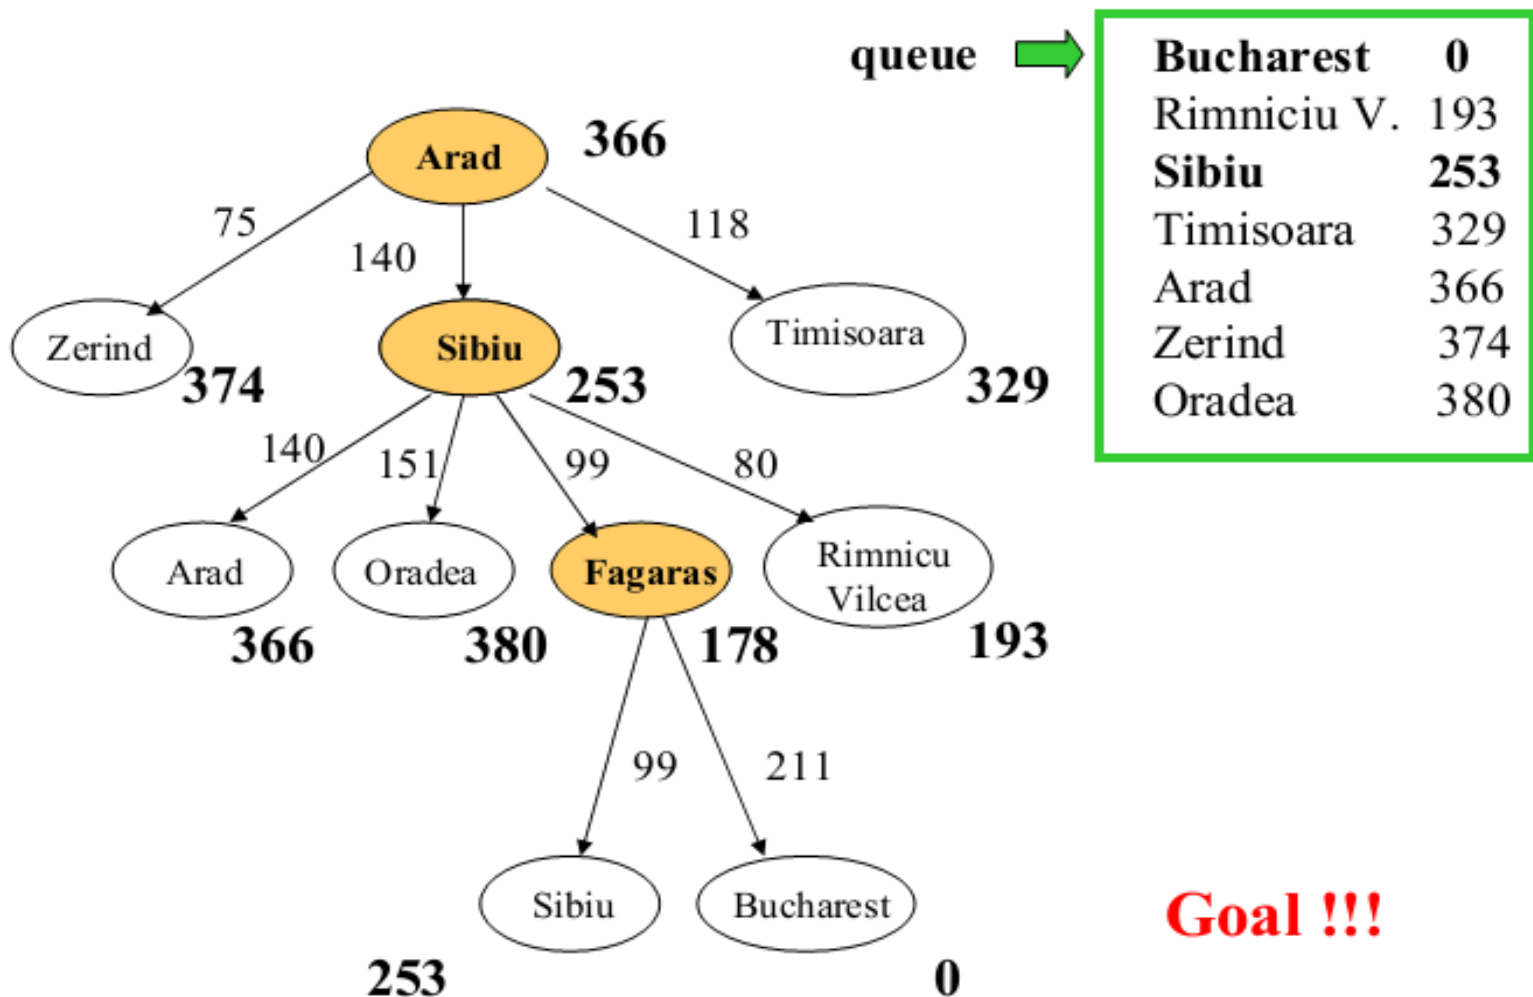 queue
Bucharest 0
Rimniciu V. 193
Sibiu 253
Timisoara 329
Arad 366
Zerind 374
Oradea 380
Arad 366
75 140 118
Zerind 374
Sibiu 253
Timisoara 329
140 151 99 80
Arad 366
Oradea 380
Fagaras 178
Rimnicu
Vilcea 193
99 211
Sibiu 253
Bucharest 0
Goal !!!